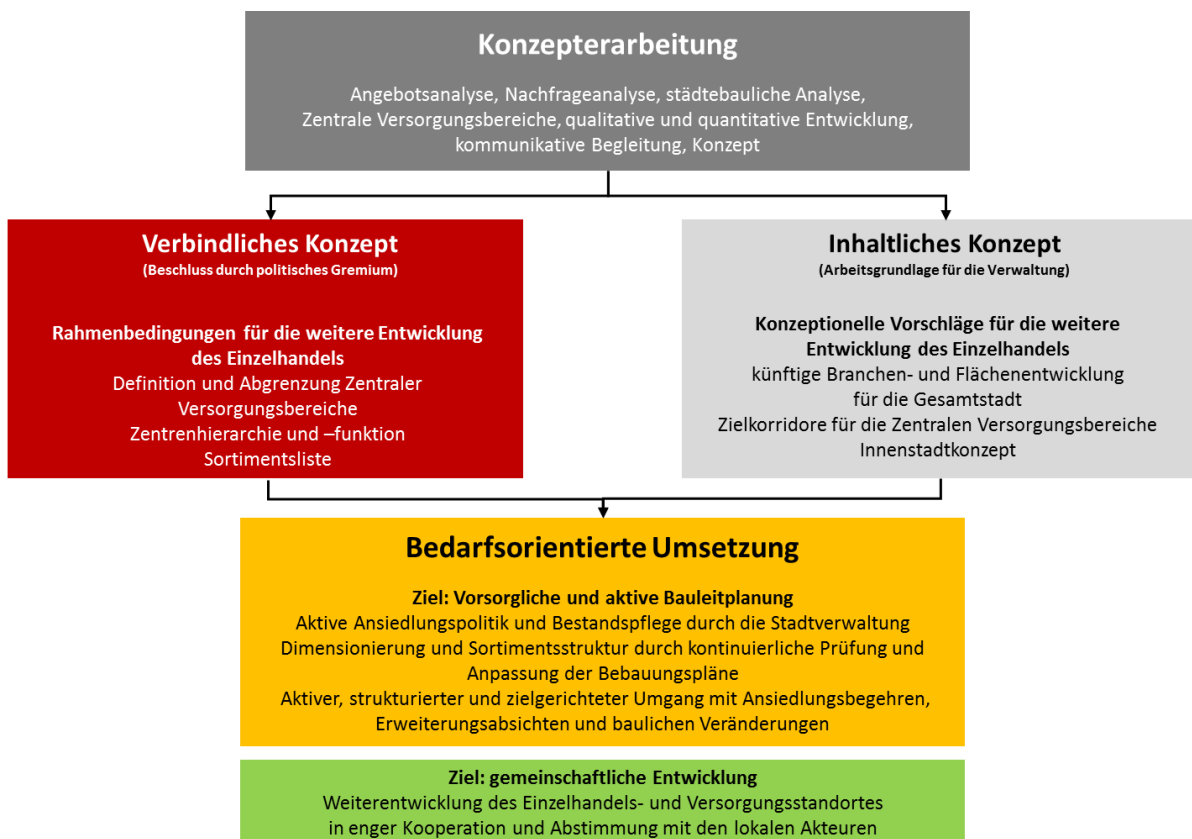 Konzepterarbeitung
Angebotsanalyse, Nachfrageanalyse, städtebauliche Analyse,
Zentrale Versorgungsbereiche, qualitative und quantitative Entwicklung,
kommunikative Begleitung, Konzept
Verbindliches Konzept
(Beschluss durch politisches Gremium)
Rahmenbedingungen für die weitere Entwicklung
des Einzelhandels
Definition und Abgrenzung Zentraler
Versorgungsbereiche
Zentrenhierarchie und –funktion
Sortimentsliste
Inhaltliches Konzept
(Arbeitsgrundlage für die Verwaltung)
Konzeptionelle Vorschläge für die weitere
Entwicklung des Einzelhandels
künftige Branchen- und Flächenentwicklung
für die Gesamtstadt
Zielkorridore für die Zentralen Versorgungsbereiche
Innenstadtkonzept
Bedarfsorientierte Umsetzung
Ziel: Vorsorgliche und aktive Bauleitplanung
Aktive Ansiedlungspolitik und Bestandspflege durch die Stadtverwaltung
Dimensionierung und Sortimentsstruktur durch kontinuierliche Prüfung und
Anpassung der Bebauungspläne
Aktiver, strukturierter und zielgerichteter Umgang mit Ansiedlungsbegehren,
Erweiterungsabsichten und baulichen Veränderungen
Ziel: gemeinschaftliche Entwicklung
Weiterentwicklung des Einzelhandels- und Versorgungsstandortes
in enger Kooperation und Abstimmung mit den lokalen Akteuren